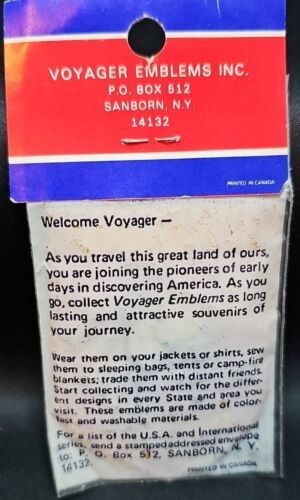 VOYAGER EMBLEMS INC.
P.O. BOX 512
SANBORN, N.Y.
14132
PRINTED IN CANADA
Welcome Voyager —
As you travel this great land of ours,
you are joining the pioneers of early
days in discovering America. As you
go, collect Voyager Emblems as long
lasting and attractive souvenirs of
your journey.
Wear them on your jackets or shirts, sew
them to sleeping bags, tents or camp-fire
blankets; trade them with distant friends.
Start collecting and watch for the differ-
ent designs in every State and area you
visit. These emblems are made of color-
fast and washable materials.
For a list of the U.S.A. and International
series, send a stamped addressed envelope
to: P. O. Box 512, SANBORN, N. Y.
14132.
PRINTED IN CANADA